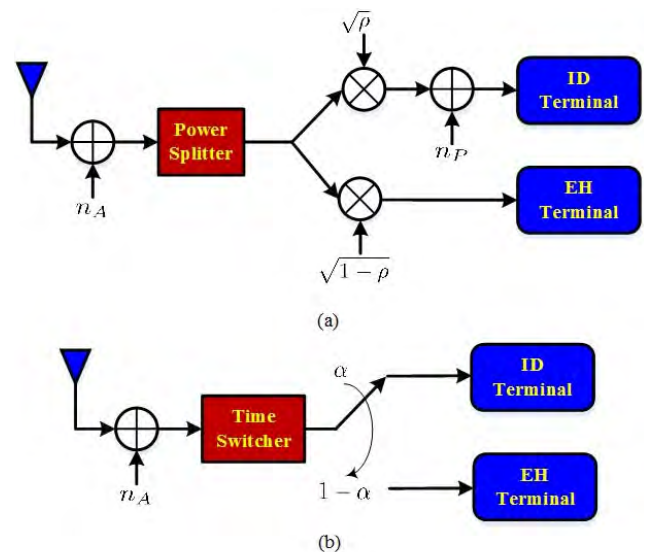 √ρ
ID
Terminal
Power
Splitter
n_A
n_P
EH
Terminal
√1 − ρ
(a)
α
ID
Terminal
Time
Switcher
n_A
1 − α
EH
Terminal
(b)